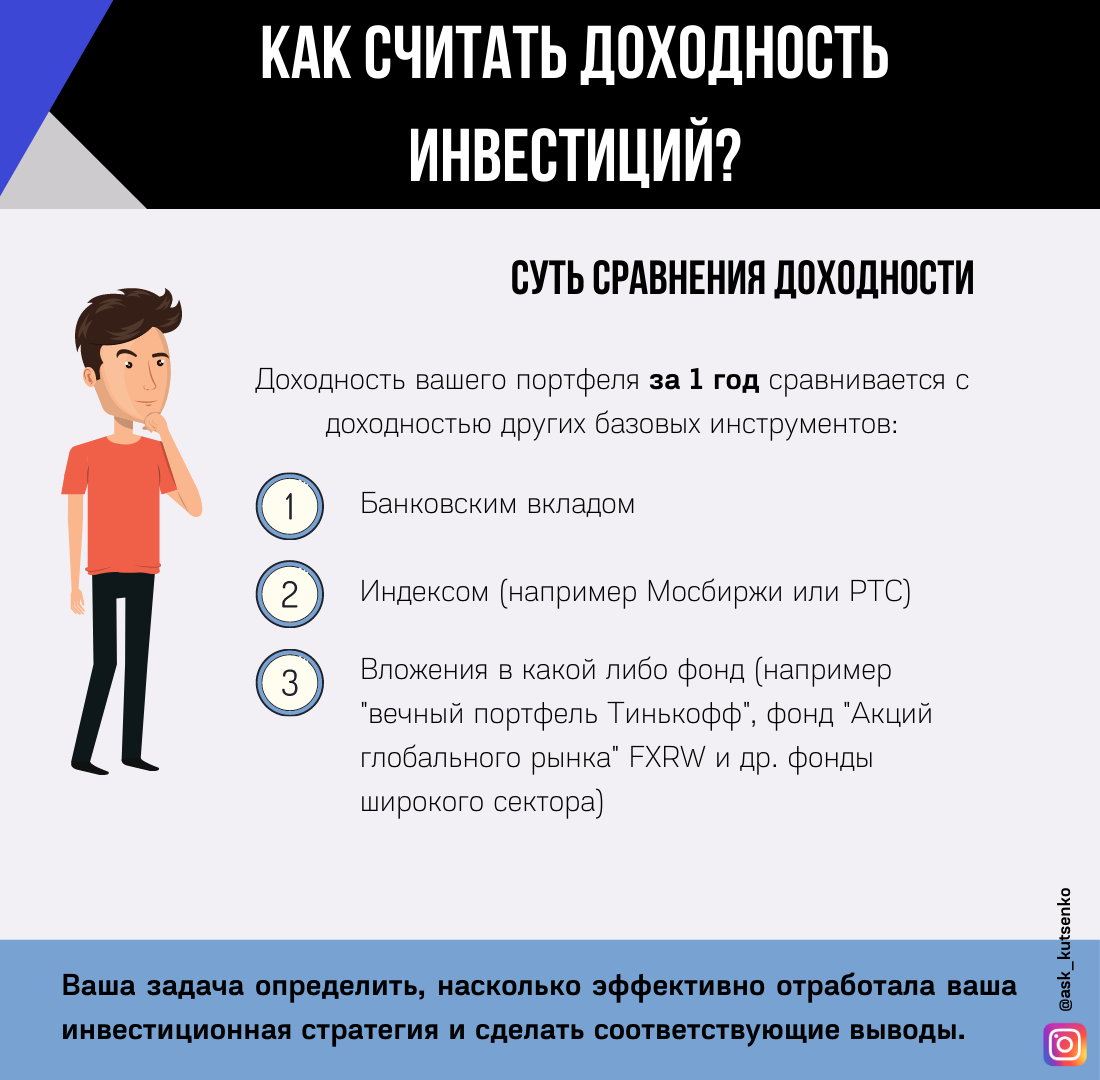 КАК СЧИТАТЬ ДОХОДНОСТЬ
ИНВЕСТИЦИЙ?
СУТЬ СРАВНЕНИЯ ДОХОДНОСТИ
Доходность вашего портфеля за 1 год сравнивается с
доходностью других базовых инструментов:
1 Банковским вкладом
2 Индексом (например Мосбиржи или РТС)
3 Вложения в какой либо фонд (например
"вечный портфель Тинькофф", фонд "Акций
глобального рынка" FXRW и др. фонды
широкого сектора)
Ваша задача определить, насколько эффективно отработала ваша
инвестиционная стратегия и сделать соответствующие выводы.
@ask_kutsenko